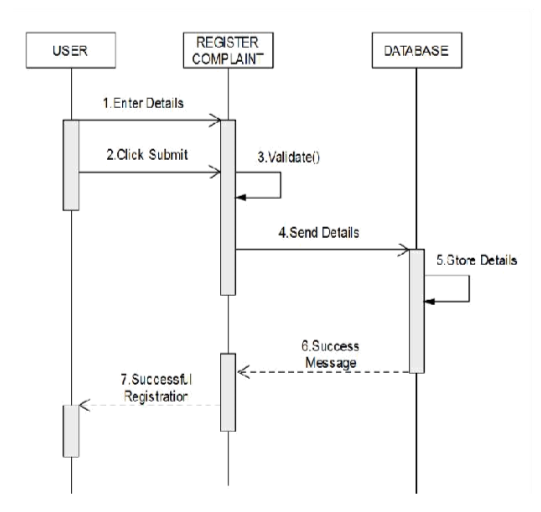 USER
REGISTER
COMPLAINT
DATABASE
1.Enter Details
2.Click Submit
3.Validate()
4.Send Details
5.Store Details
6.Success
Message
7.Successful
Registration